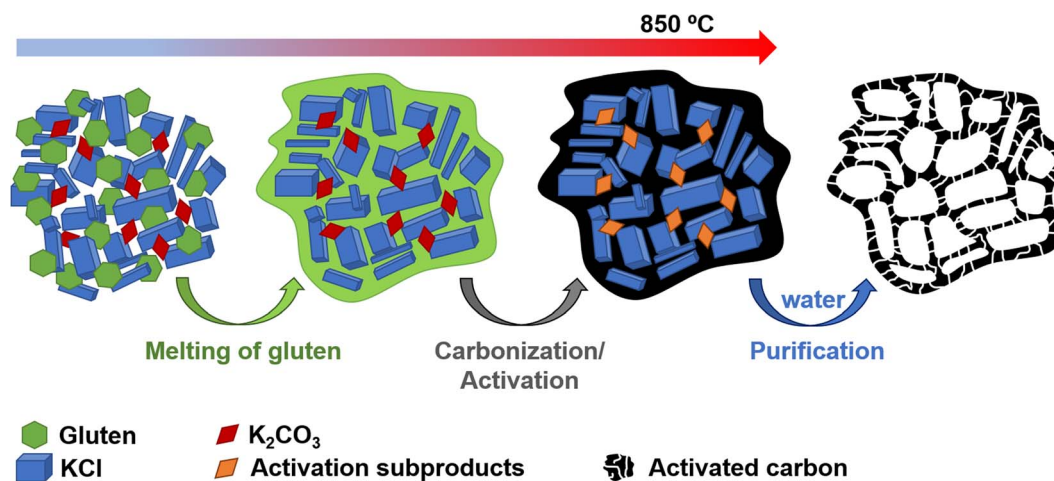 850 ºC
water
Melting of gluten
Carbonization/
Activation
Purification
Gluten
K₂CO₃
KCl
Activation subproducts
Activated carbon